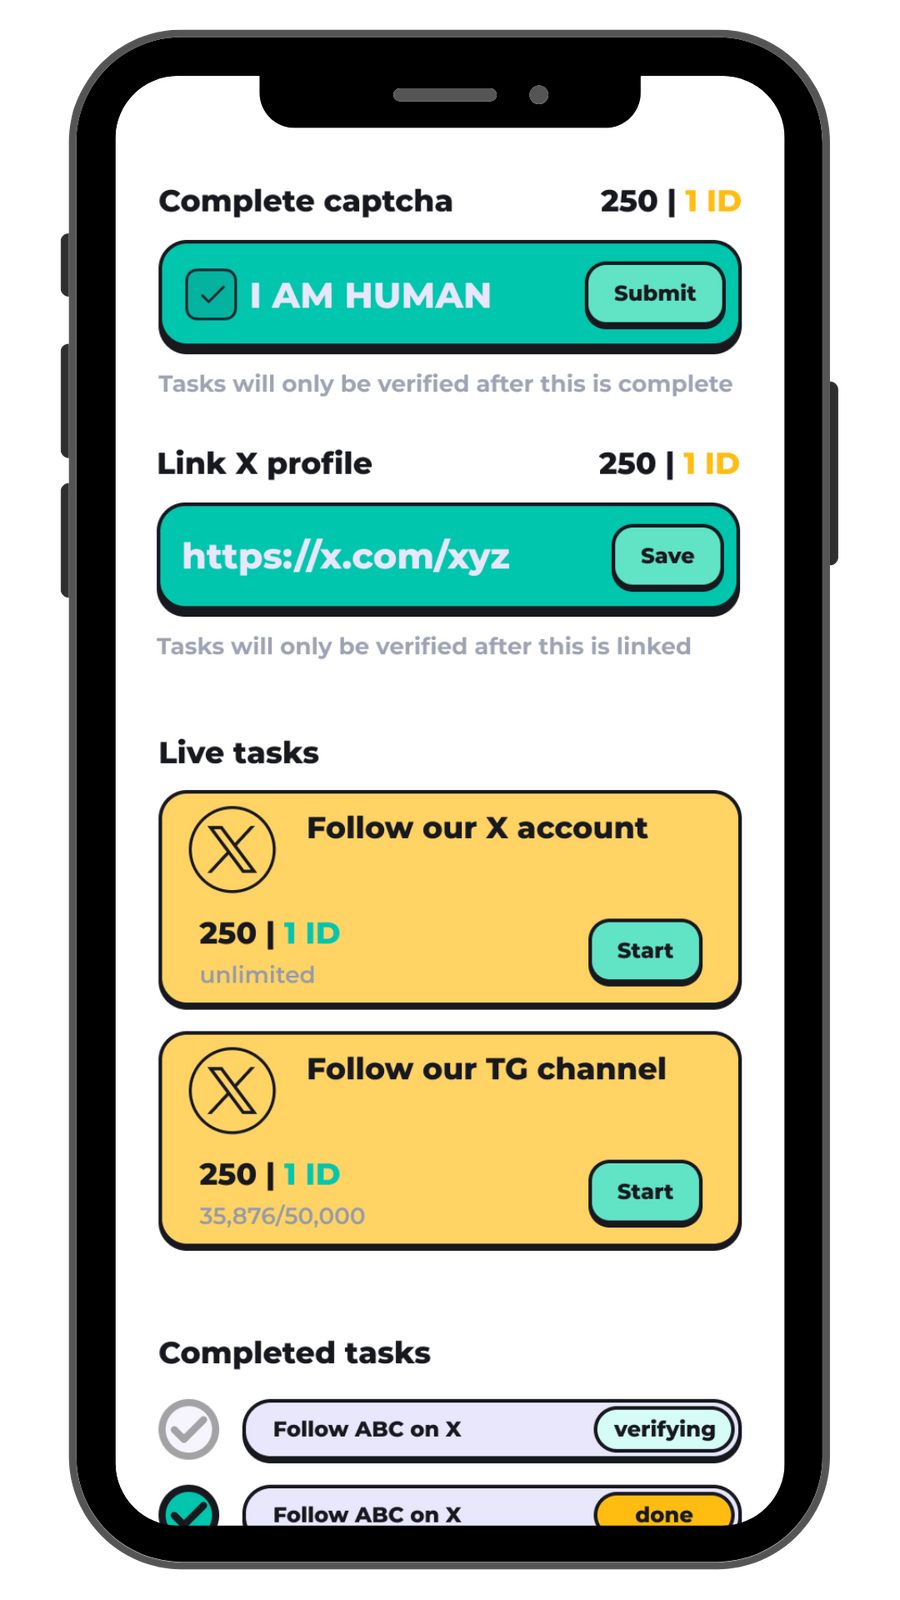 Complete captcha 250 | 1 ID
I AM HUMAN Submit
Tasks will only be verified after this is complete
Link X profile 250 | 1 ID
https://x.com/xyz Save
Tasks will only be verified after this is linked
Live tasks
Follow our X account
250 | 1 ID
unlimited
Start
Follow our TG channel
250 | 1 ID
35,876/50,000
Start
Completed tasks
Follow ABC on X verifying
Follow ABC on X done